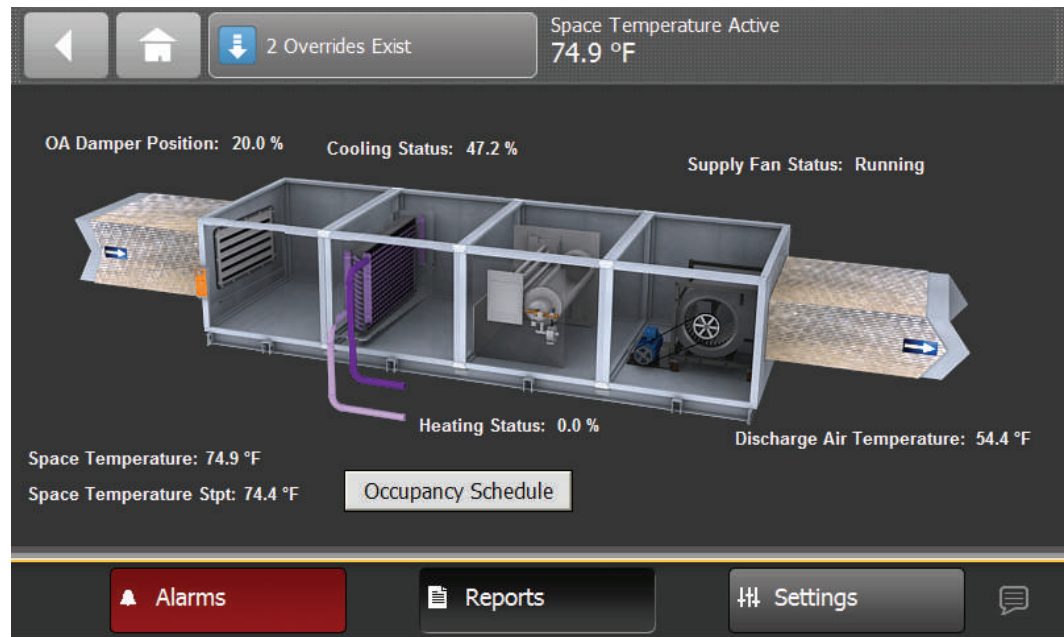 2 Overrides Exist
Space Temperature Active
74.9 °F
OA Damper Position: 20.0 %
Cooling Status: 47.2 %
Supply Fan Status: Running
Heating Status: 0.0 %
Discharge Air Temperature: 54.4 °F
Space Temperature: 74.9 °F
Space Temperature Stpt: 74.4 °F
Occupancy Schedule
Alarms
Reports
Settings